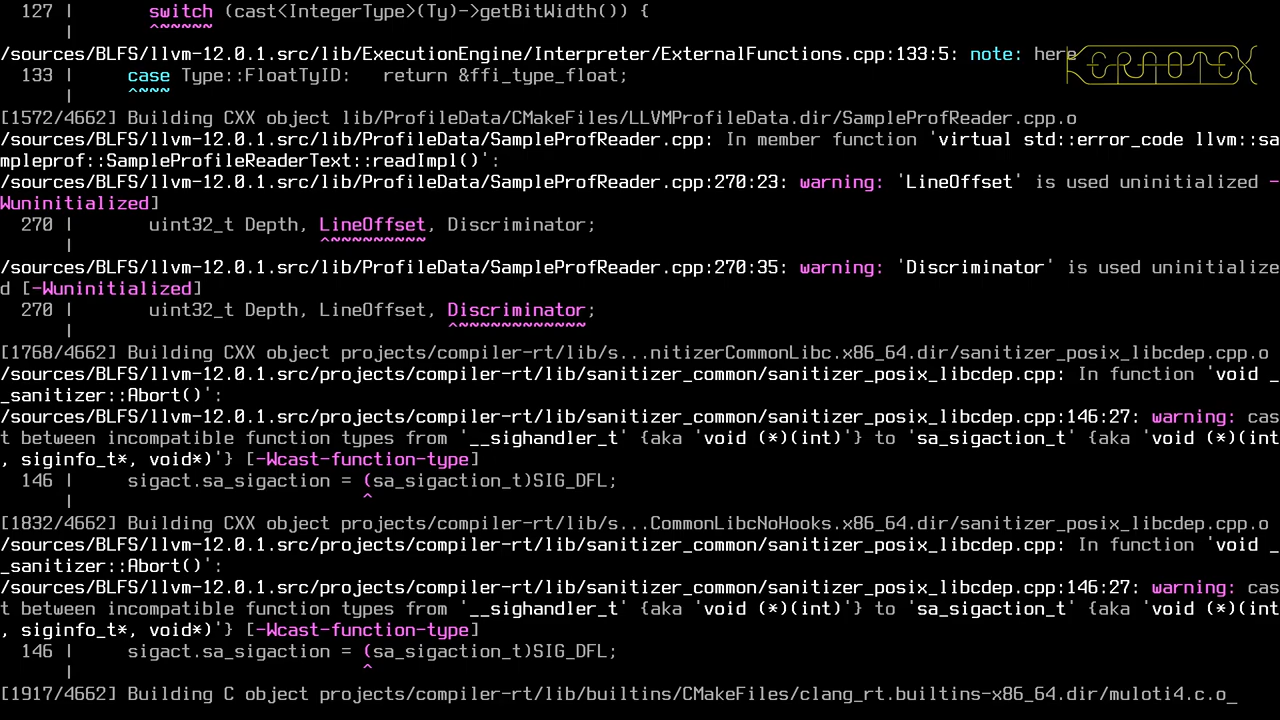 127 |       switch (cast<IntegerType>(Ty)->getBitWidth()) {
|       ^~~~~~
/sources/BLFS/llvm-12.0.1.src/lib/ExecutionEngine/Interpreter/ExternalFunctions.cpp:133:5: note: here
133 |     case Type::FloatTyID:   return &ffi_type_float;
|     ^~~~
KERNOTEX
[1572/4662] Building CXX object lib/ProfileData/CMakeFiles/LLVMProfileData.dir/SampleProfReader.cpp.o
/sources/BLFS/llvm-12.0.1.src/lib/ProfileData/SampleProfReader.cpp: In member function 'virtual std::error_code llvm::sa
mpleprof::SampleProfileReaderText::readImpl()':
/sources/BLFS/llvm-12.0.1.src/lib/ProfileData/SampleProfReader.cpp:270:23: warning: 'LineOffset' is used uninitialized -
Wuninitialized]
270 |       uint32_t Depth, LineOffset, Discriminator;
|                       ^~~~~~~~~~
/sources/BLFS/llvm-12.0.1.src/lib/ProfileData/SampleProfReader.cpp:270:35: warning: 'Discriminator' is used uninitialize
d [-Wuninitialized]
270 |       uint32_t Depth, LineOffset, Discriminator;
|                                   ^~~~~~~~~~~~~
[1768/4662] Building CXX object projects/compiler-rt/lib/s...nitizerCommonLibc.x86_64.dir/sanitizer_posix_libcdep.cpp.o
/sources/BLFS/llvm-12.0.1.src/projects/compiler-rt/lib/sanitizer_common/sanitizer_posix_libcdep.cpp: In function 'void _
_sanitizer::Abort()':
/sources/BLFS/llvm-12.0.1.src/projects/compiler-rt/lib/sanitizer_common/sanitizer_posix_libcdep.cpp:146:27: warning: cas
t between incompatible function types from '__sighandler_t' {aka 'void (*)(int)'} to 'sa_sigaction_t' {aka 'void (*)(int
, siginfo_t*, void*)'} [-Wcast-function-type]
146 |     sigact.sa_sigaction = (sa_sigaction_t)SIG_DFL;
|                           ^
[1832/4662] Building CXX object projects/compiler-rt/lib/s...CommonLibcNoHooks.x86_64.dir/sanitizer_posix_libcdep.cpp.o
/sources/BLFS/llvm-12.0.1.src/projects/compiler-rt/lib/sanitizer_common/sanitizer_posix_libcdep.cpp: In function 'void _
_sanitizer::Abort()':
/sources/BLFS/llvm-12.0.1.src/projects/compiler-rt/lib/sanitizer_common/sanitizer_posix_libcdep.cpp:146:27: warning: cas
t between incompatible function types from '__sighandler_t' {aka 'void (*)(int)'} to 'sa_sigaction_t' {aka 'void (*)(int
, siginfo_t*, void*)'} [-Wcast-function-type]
146 |     sigact.sa_sigaction = (sa_sigaction_t)SIG_DFL;
|                           ^
[1917/4662] Building C object projects/compiler-rt/lib/builtins/CMakeFiles/clang_rt.builtins-x86_64.dir/muloti4.c.o_